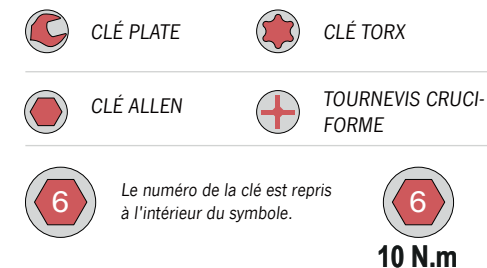 CLÉ PLATE
CLÉ TORX
CLÉ ALLEN
TOURNEVIS CRUCI-
FORME
6
Le numéro de la clé est repris
à l'intérieur du symbole.
6
10 N.m